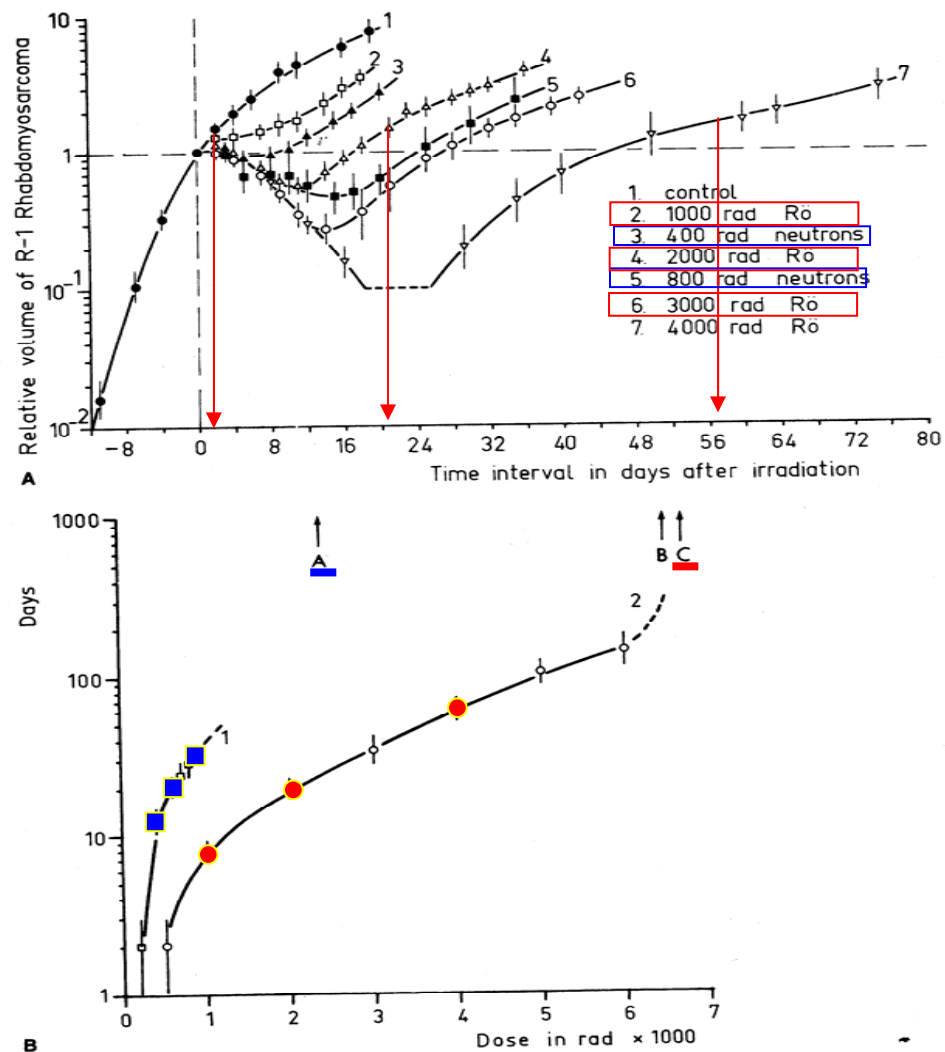 Relative volume of R-1 Rhabdomyosarcoma
10
1
10⁻¹
10⁻²
1
2
3
4
5
6
7
1. control
2. 1000 rad Rö
3. 400 rad neutrons
4. 2000 rad Rö
5. 800 rad neutrons
6. 3000 rad Rö
7. 4000 rad Rö
-8 0 8 16 24 32 40 48 56 64 72 80
Time interval in days after irradiation
A
Days
1000
100
10
1
A
B C
2
1
0 1 2 3 4 5 6 7
Dose in rad × 1000
B